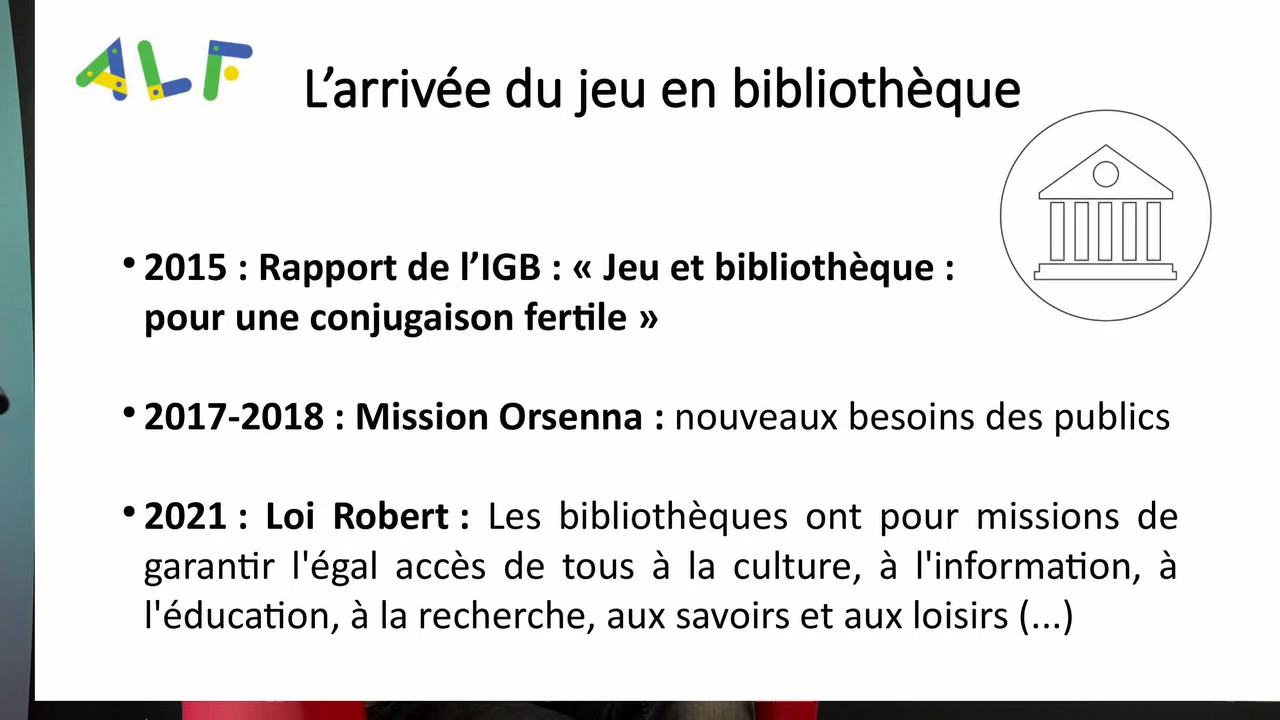 ALF
L’arrivée du jeu en bibliothèque
• 2015 : Rapport de l’IGB : « Jeu et bibliothèque :
pour une conjugaison fertile »
• 2017-2018 : Mission Orsenna : nouveaux besoins des publics
• 2021 : Loi Robert : Les bibliothèques ont pour missions de
garantir l'égal accès de tous à la culture, à l'information, à
l'éducation, à la recherche, aux savoirs et aux loisirs (...)